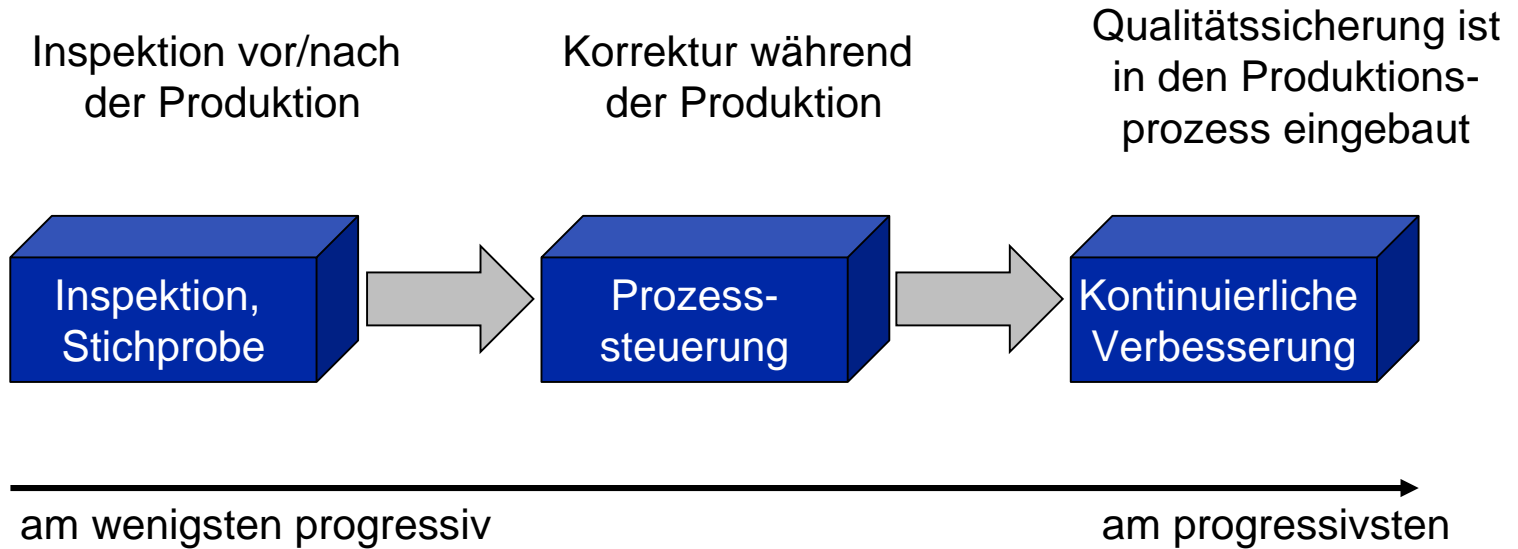 Inspektion vor/nach
der Produktion
Korrektur während
der Produktion
Qualitätssicherung ist
in den Produktions-
prozess eingebaut
Inspektion,
Stichprobe
Prozess-
steuerung
Kontinuierliche
Verbesserung
am wenigsten progressiv
am progressivsten